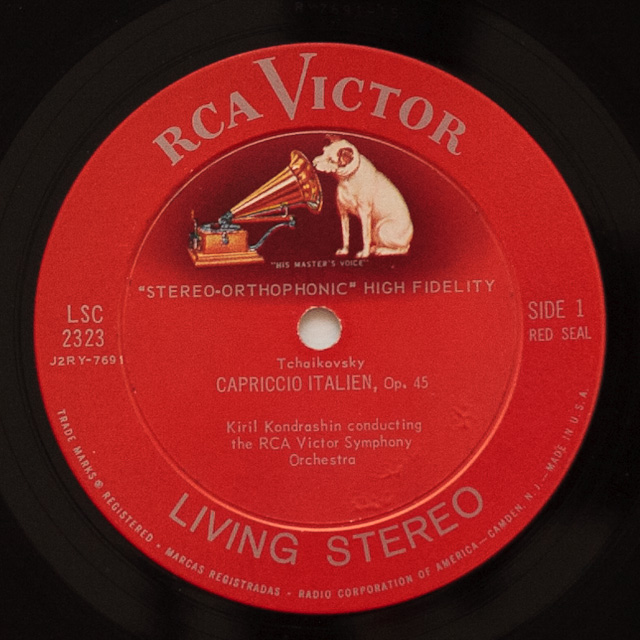 RCA VICTOR
"HIS MASTER'S VOICE"
"STEREO-ORTHOPHONIC" HIGH FIDELITY
LSC
2323
J2RY-7691
SIDE 1
RED SEAL
Tchaikovsky
CAPRICCIO ITALIEN, Op. 45
Kiril Kondrashin conducting
the RCA Victor Symphony
Orchestra
LIVING STEREO
TRADE MARKS ® REGISTERED • MARCAS REGISTRADAS - RADIO CORPORATION OF AMERICA—CAMDEN, N.J.—MADE IN U.S.A.